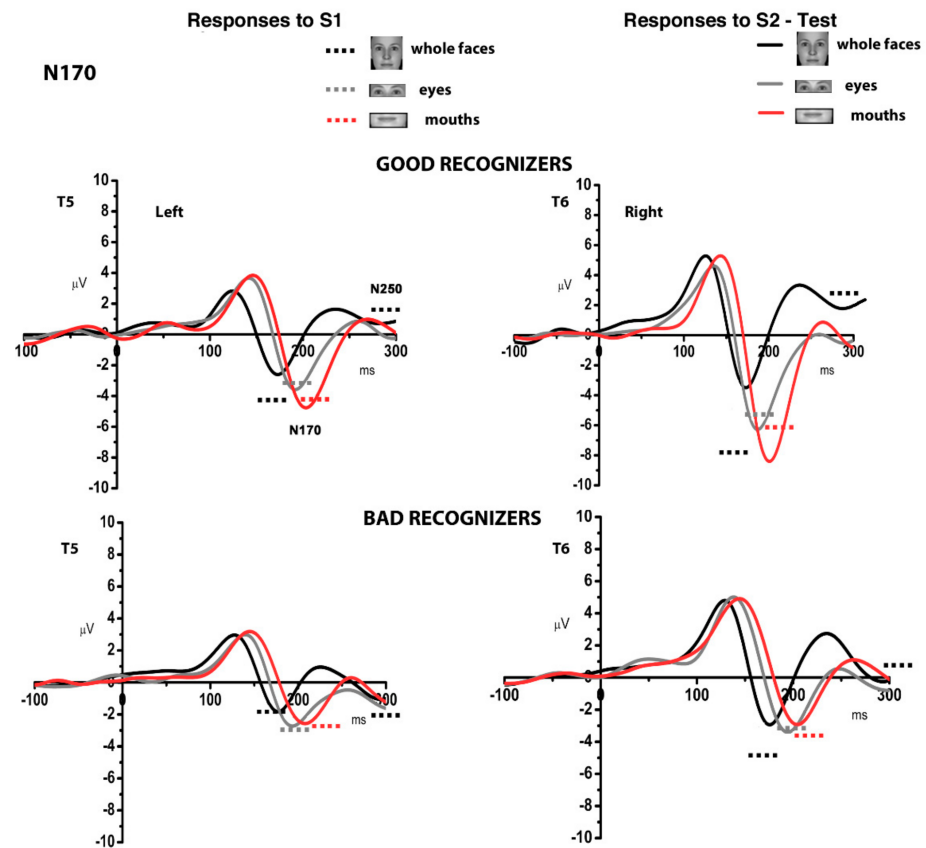 Responses to S1
Responses to S2 - Test
whole faces
whole faces
N170
eyes
eyes
mouths
mouths
GOOD RECOGNIZERS
10
T5
8
Left
6
µV
4
N250
2
0
100
0
100
200
300
ms
-2
-4
-6
N170
-8
-10
10
T6
8
Right
6
µV
4
2
0
-100
0
100
200
300
ms
-2
-4
-6
-8
-10
BAD RECOGNIZERS
10
T5
8
6
4
µV
2
0
-100
0
100
200
300
ms
-2
-4
-6
-8
-10
10
T6
8
6
4
µV
2
0
-100
0
100
200
300
ms
-2
-4
-6
-8
-10